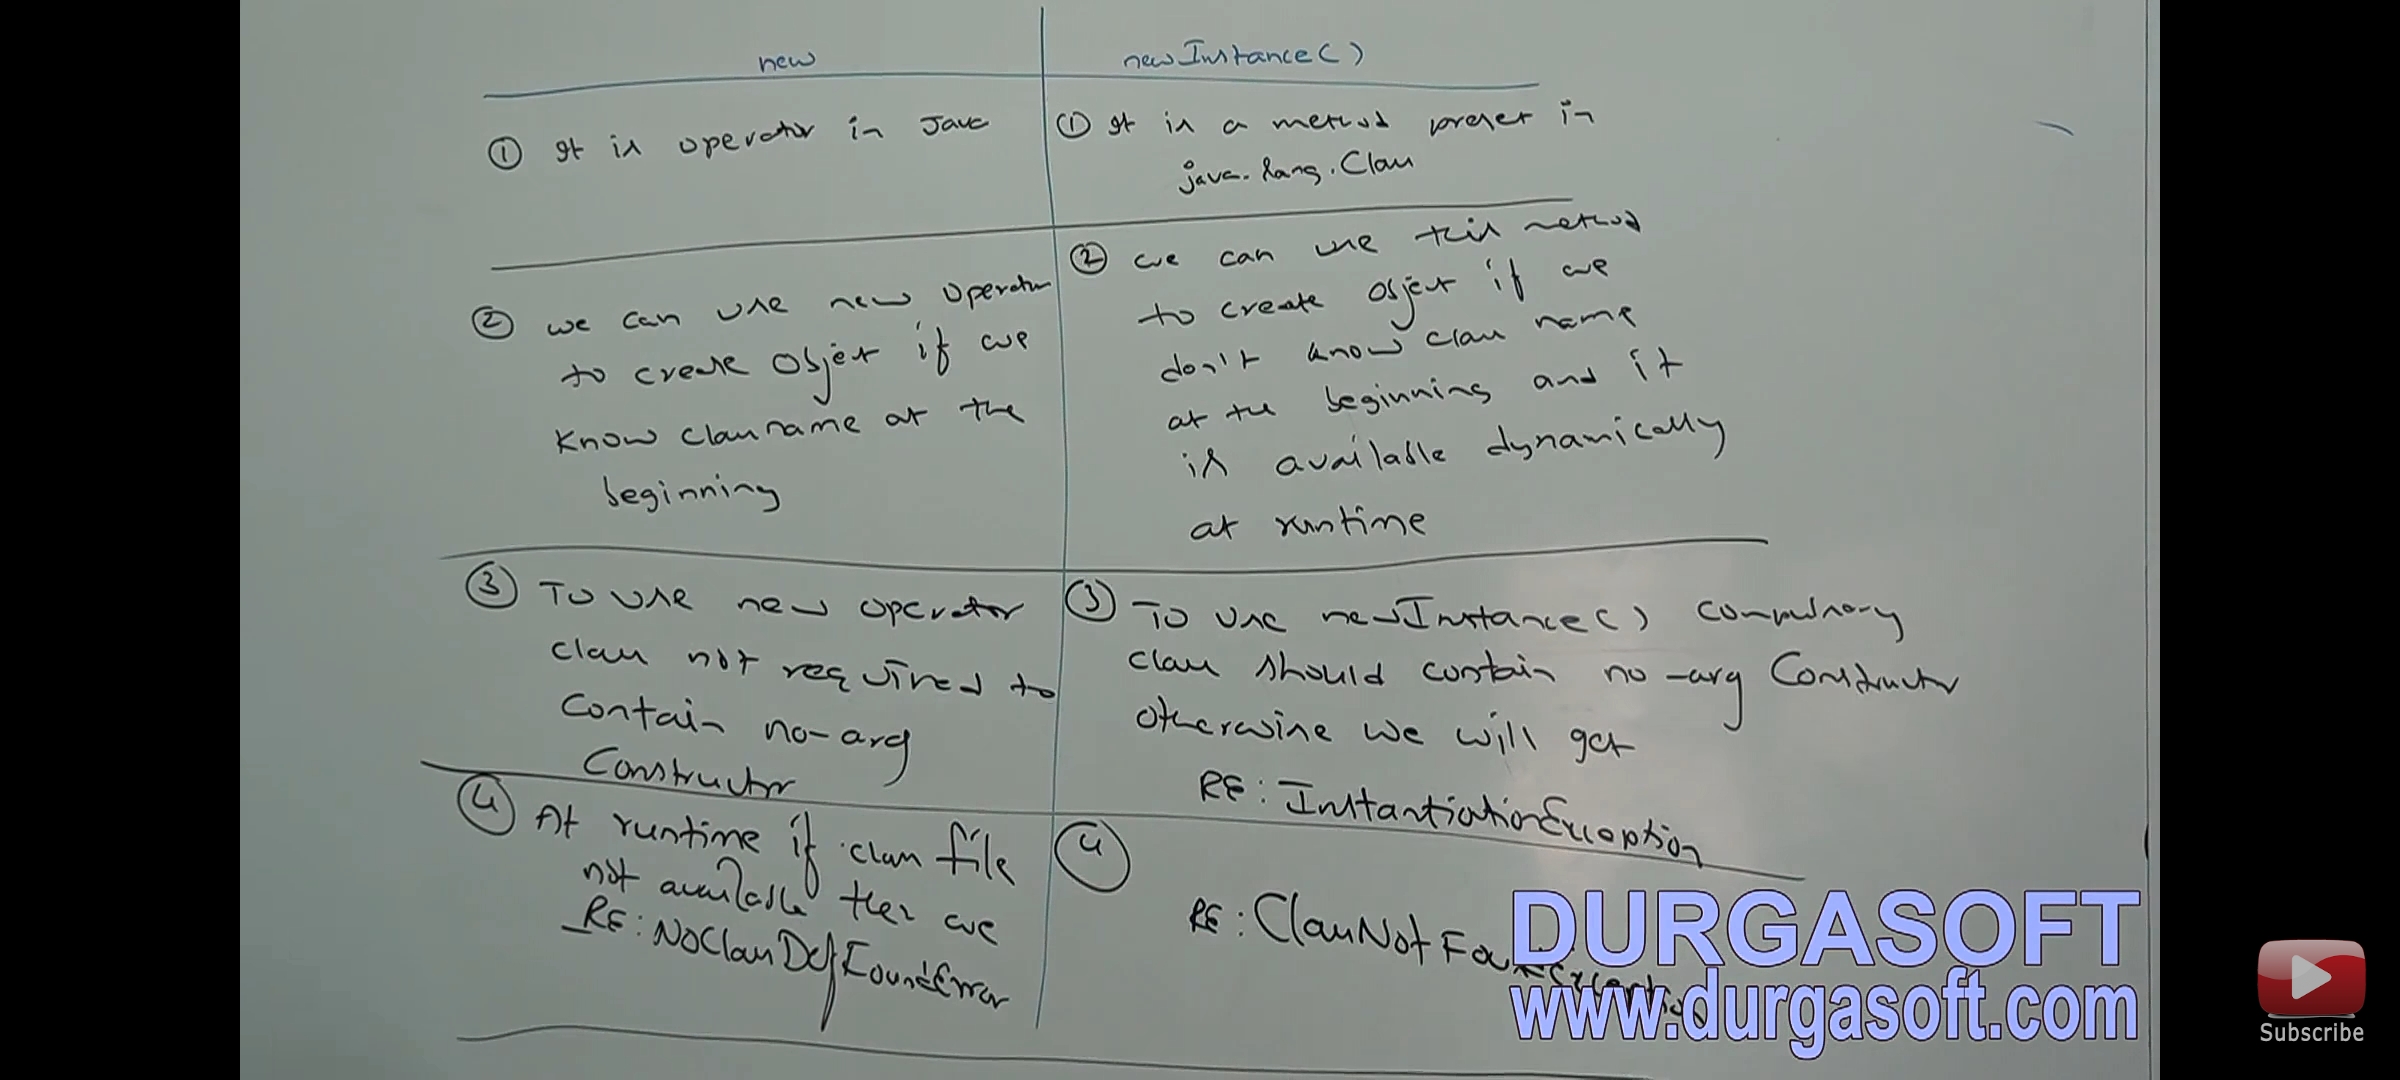 new
newInstance()
① It is operator in Java
① It is a method present in
java.lang.Class
② we can use new operator
to create Object if we
know class name at the
beginning
② we can use this method
to create Object if we
don't know class name
at the beginning and it
is available dynamically
at runtime
③ To use new operator
class not required to
contain no-arg
Constructor
③ To use newInstance() compulsory
class should contain no-arg Constructor
otherwise we will get
RE: InstantiationException
④ At runtime if .class file
not available then we
RE: NoClassDefFoundError
④
RE: ClassNotFoundException
DURGASOFT
www.durgasoft.com
Subscribe